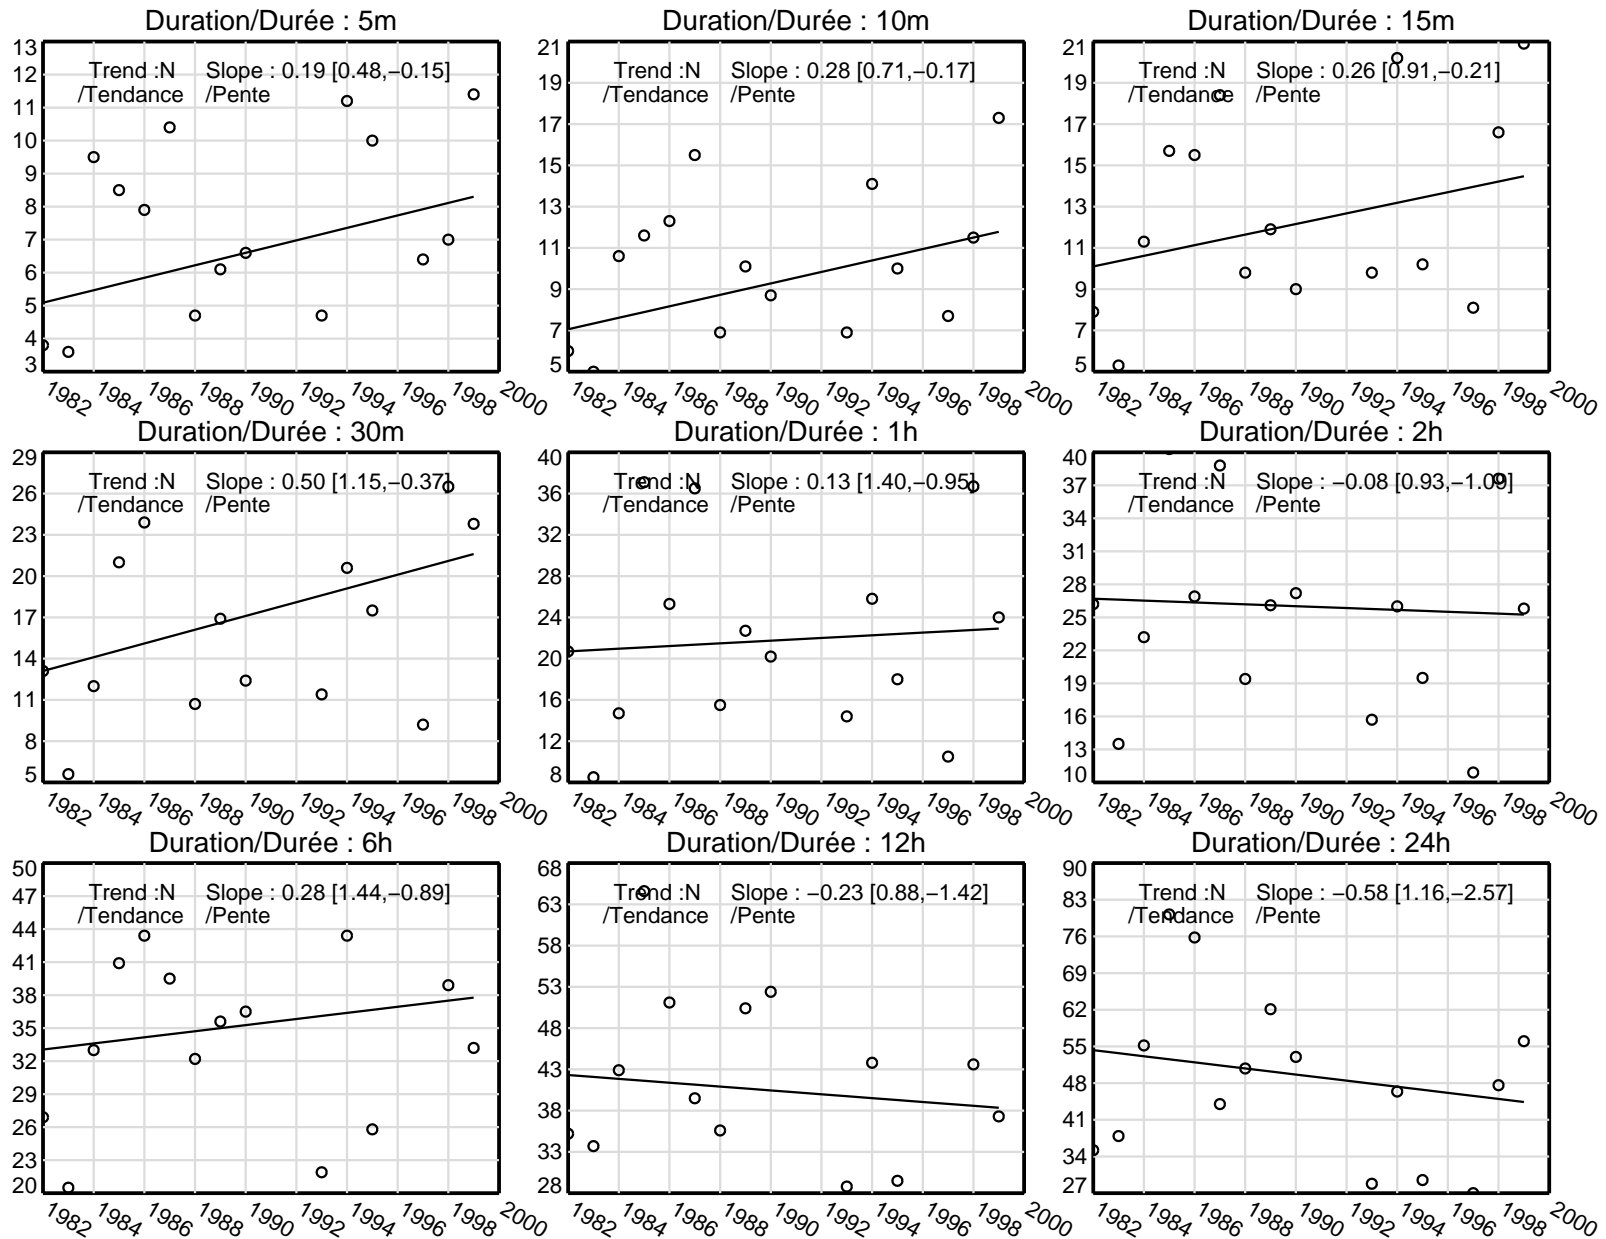 Duration/Durée : 5m
13
12
11
10
9
8
7
6
5
4
3
Trend :N Slope : 0.19 [0.48,−0.15]
/Tendance /Pente
1982 1984 1986 1988 1990 1992 1994 1996 1998 2000
Duration/Durée : 10m
21
19
17
15
13
11
9
7
5
Trend :N Slope : 0.28 [0.71,−0.17]
/Tendance /Pente
1982 1984 1986 1988 1990 1992 1994 1996 1998 2000
Duration/Durée : 15m
21
19
17
15
13
11
9
7
5
Trend :N Slope : 0.26 [0.91,−0.21]
/Tendance /Pente
1982 1984 1986 1988 1990 1992 1994 1996 1998 2000
Duration/Durée : 30m
29
26
23
20
17
14
11
8
5
Trend :N Slope : 0.50 [1.15,−0.37]
/Tendance /Pente
1982 1984 1986 1988 1990 1992 1994 1996 1998 2000
Duration/Durée : 1h
40
36
32
28
24
20
16
12
8
Trend :N Slope : 0.13 [1.40,−0.95]
/Tendance /Pente
1982 1984 1986 1988 1990 1992 1994 1996 1998 2000
Duration/Durée : 2h
40
37
34
31
28
25
22
19
16
13
10
Trend :N Slope : −0.08 [0.93,−1.09]
/Tendance /Pente
1982 1984 1986 1988 1990 1992 1994 1996 1998 2000
Duration/Durée : 6h
50
47
44
41
38
35
32
29
26
23
20
Trend :N Slope : 0.28 [1.44,−0.89]
/Tendance /Pente
1982 1984 1986 1988 1990 1992 1994 1996 1998 2000
Duration/Durée : 12h
68
63
58
53
48
43
38
33
28
Trend :N Slope : −0.23 [0.88,−1.42]
/Tendance /Pente
1982 1984 1986 1988 1990 1992 1994 1996 1998 2000
Duration/Durée : 24h
90
83
76
69
62
55
48
41
34
27
Trend :N Slope : −0.58 [1.16,−2.57]
/Tendance /Pente
1982 1984 1986 1988 1990 1992 1994 1996 1998 2000